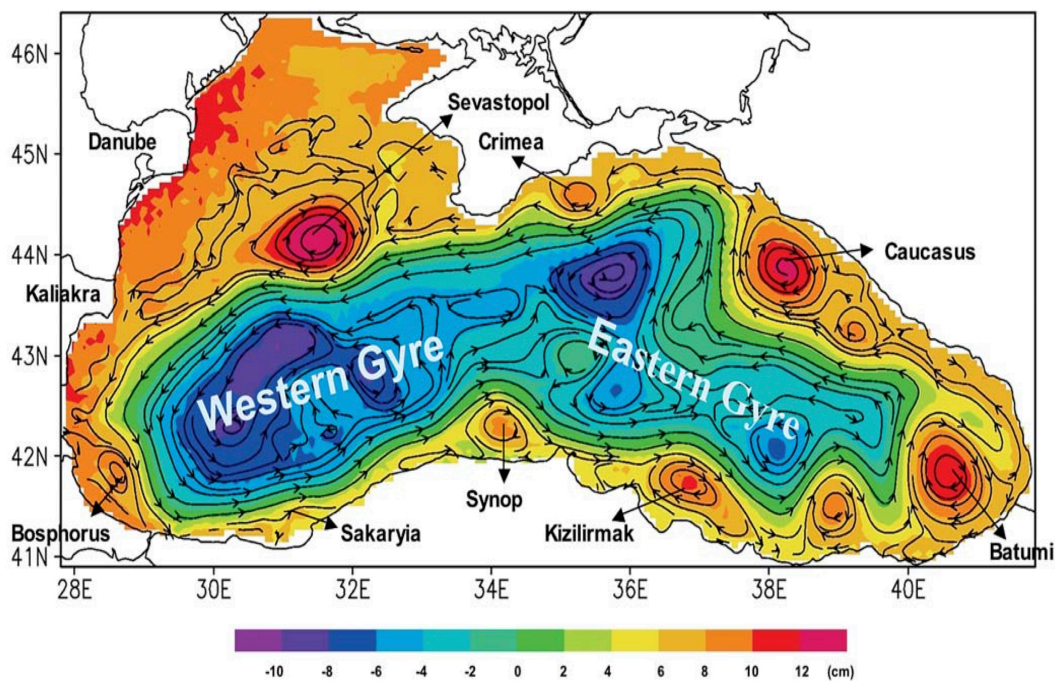 46N
Sevastopol
Danube
Crimea
45N
44N
Caucasus
Kaliakra
43N
Western Gyre
Eastern Gyre
42N
Synop
Bosphorus
Sakaryia
Kizilirmak
Batumi
41N
28E 30E 32E 34E 36E 38E 40E
-10 -8 -6 -4 -2 0 2 4 6 8 10 12 (cm)